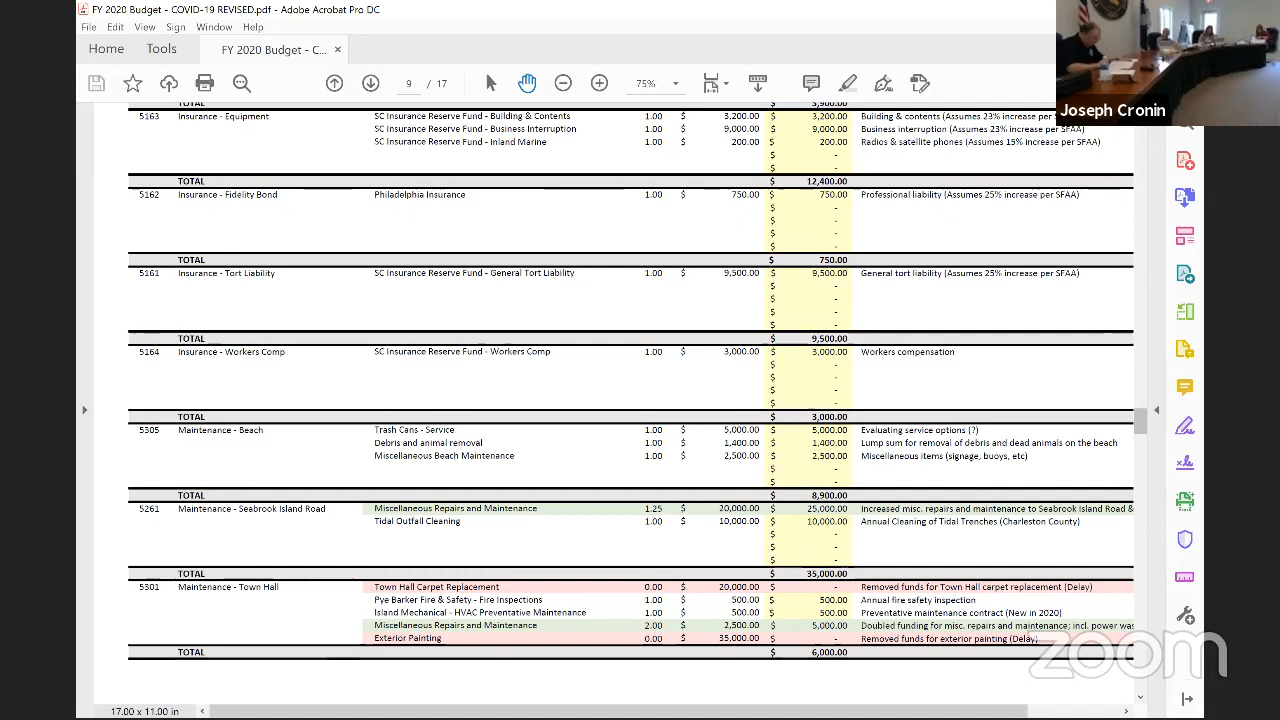 FY 2020 Budget - COVID-19 REVISED.pdf - Adobe Acrobat Pro DC
File Edit View Sign Window Help
Home Tools FY 2020 Budget - C... ×
9 / 17 75%
Joseph Cronin
TOTAL $ 3,900.00
5163 Insurance - Equipment SC Insurance Reserve Fund - Building & Contents 1.00 $ 3,200.00 $ 3,200.00 Building & contents (Assumes 23% increase per S
SC Insurance Reserve Fund - Business Interruption 1.00 $ 9,000.00 $ 9,000.00 Business interruption (Assumes 23% increase per SFAA)
SC Insurance Reserve Fund - Inland Marine 1.00 $ 200.00 $ 200.00 Radios & satellite phones (Assumes 15% increase per SFAA)
$ -
$ -
TOTAL $ 12,400.00
5162 Insurance - Fidelity Bond Philadelphia Insurance 1.00 $ 750.00 $ 750.00 Professional liability (Assumes 25% increase per SFAA)
$ -
$ -
$ -
$ -
TOTAL $ 750.00
5161 Insurance - Tort Liability SC Insurance Reserve Fund - General Tort Liability 1.00 $ 9,500.00 $ 9,500.00 General tort liability (Assumes 25% increase per SFAA)
$ -
$ -
$ -
$ -
TOTAL $ 9,500.00
5164 Insurance - Workers Comp SC Insurance Reserve Fund - Workers Comp 1.00 $ 3,000.00 $ 3,000.00 Workers compensation
$ -
$ -
$ -
$ -
TOTAL $ 3,000.00
5305 Maintenance - Beach Trash Cans - Service 1.00 $ 5,000.00 $ 5,000.00 Evaluating service options (?)
Debris and animal removal 1.00 $ 1,400.00 $ 1,400.00 Lump sum for removal of debris and dead animals on the beach
Miscellaneous Beach Maintenance 1.00 $ 2,500.00 $ 2,500.00 Miscellaneous items (signage, buoys, etc)
$ -
$ -
TOTAL $ 8,900.00
5261 Maintenance - Seabrook Island Road Miscellaneous Repairs and Maintenance 1.25 $ 20,000.00 $ 25,000.00 Increased misc. repairs and maintenance to Seabrook Island Road &
Tidal Outfall Cleaning 1.00 $ 10,000.00 $ 10,000.00 Annual Cleaning of Tidal Trenches (Charleston County)
$ -
$ -
$ -
TOTAL $ 35,000.00
5301 Maintenance - Town Hall Town Hall Carpet Replacement 0.00 $ 20,000.00 $ - Removed funds for Town Hall carpet replacement (Delay)
Pye Barker Fire & Safety - Fire Inspections 1.00 $ 500.00 $ 500.00 Annual fire safety inspection
Island Mechanical - HVAC Preventative Maintenance 1.00 $ 500.00 $ 500.00 Preventative maintenance contract (New in 2020)
Miscellaneous Repairs and Maintenance 2.00 $ 2,500.00 $ 5,000.00 Doubled funding for misc. repairs and maintenance; incl. power was
Exterior Painting 0.00 $ 35,000.00 $ - Removed funds for exterior painting (Delay)
TOTAL $ 6,000.00
zoom
17.00 x 11.00 in